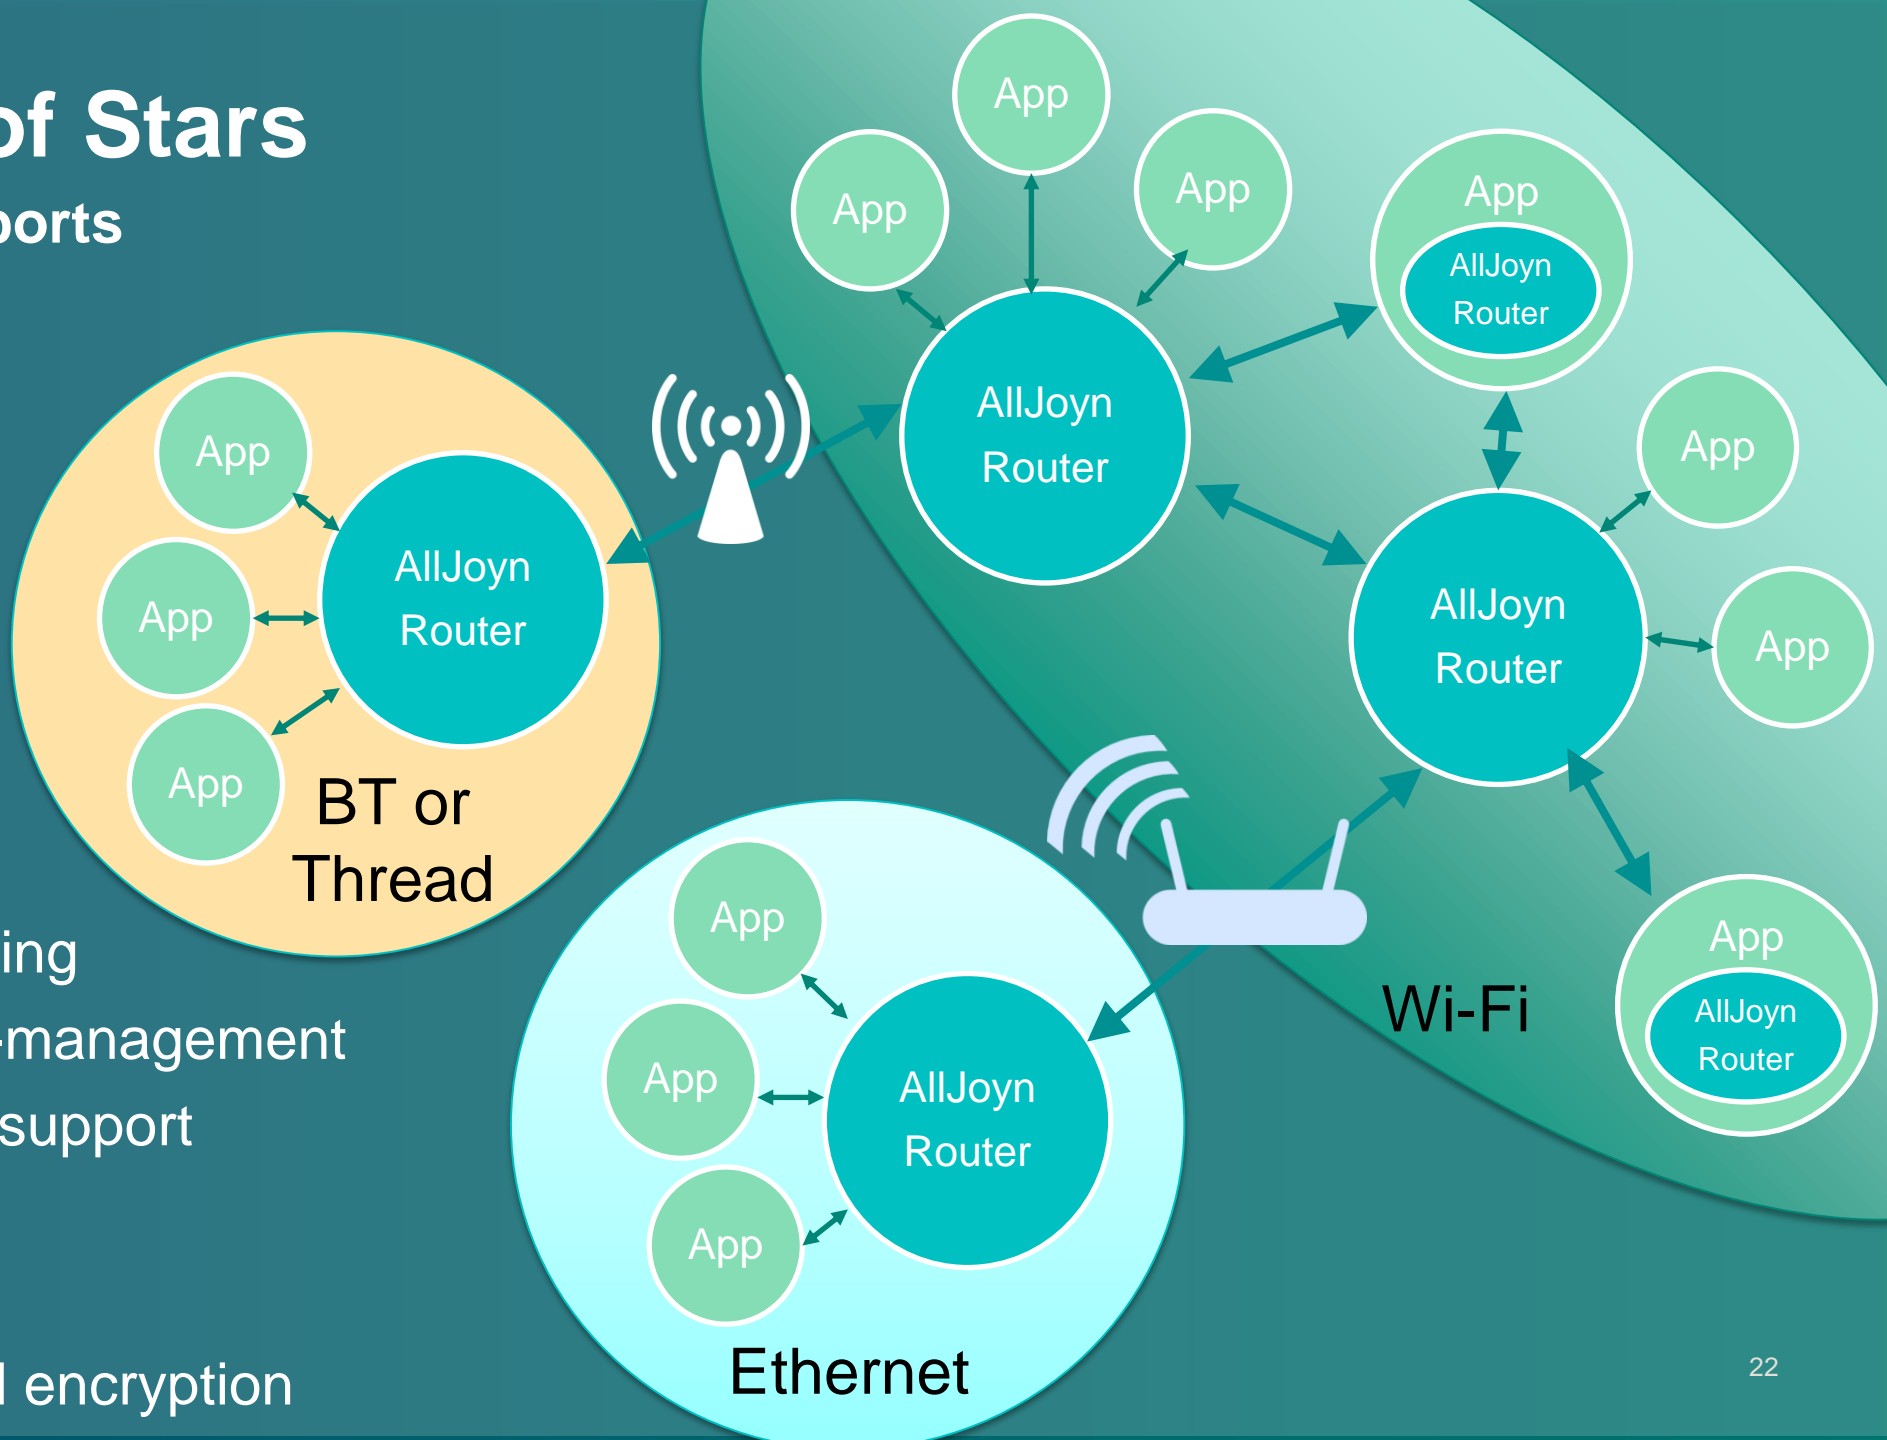 of Stars
ports
ing
-management
support
encryption
App
App
App
App
AllJoyn
Router
AllJoyn
Router
App
App
AllJoyn
Router
App
App
AllJoyn
Router
App
App
AllJoyn
Router
BT or
Thread
Wi-Fi
App
AllJoyn
Router
App
App
App
AllJoyn
Router
Ethernet
22